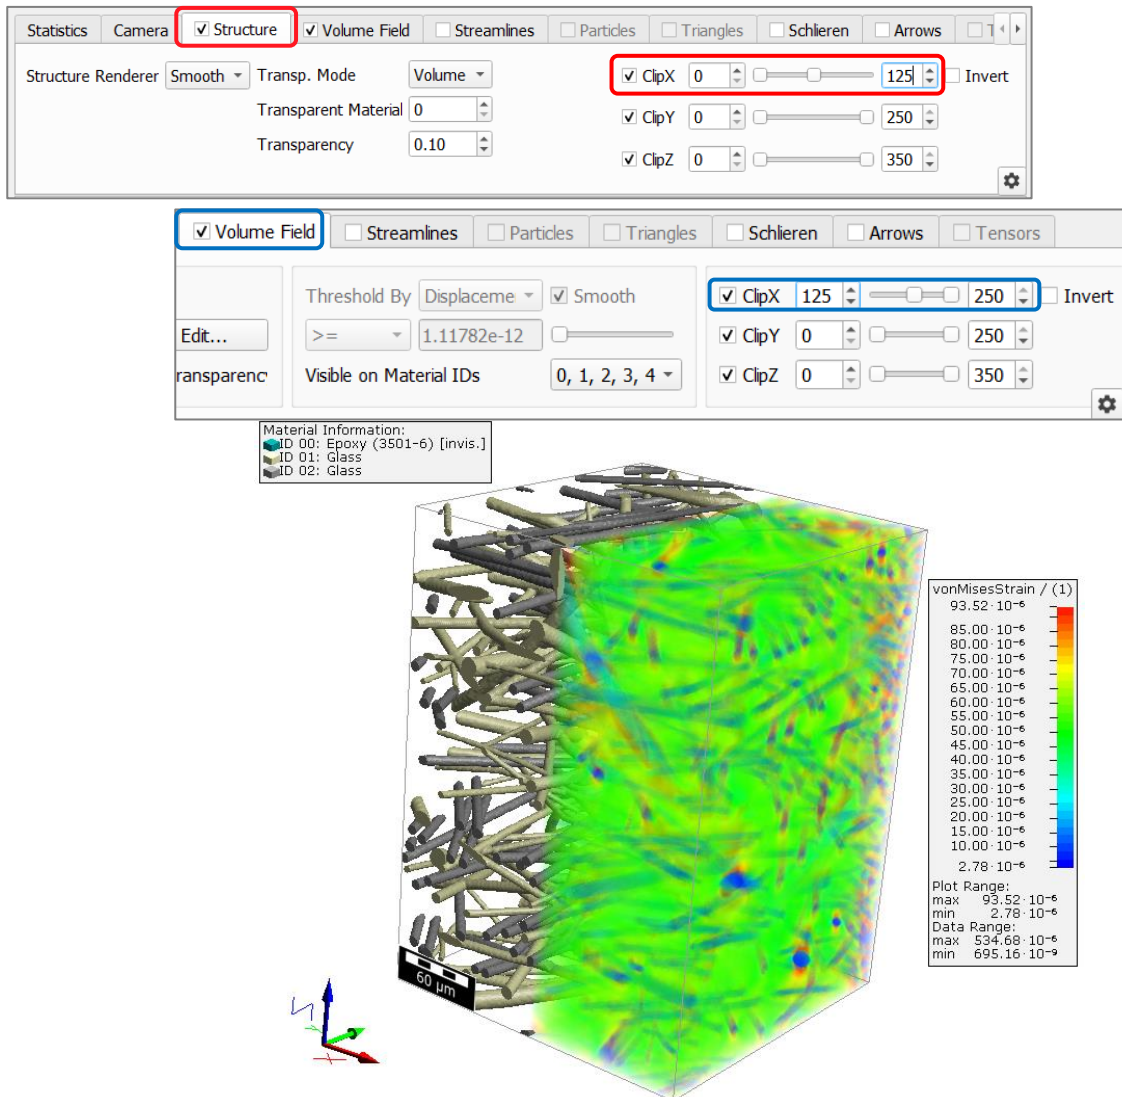 Statistics Camera Structure Volume Field Streamlines Particles Triangles Schlieren Arrows
Structure Renderer Smooth Transp. Mode Volume ClipX 0 125 Invert
Transparent Material 0 ClipY 0 250
Transparency 0.10 ClipZ 0 350
Volume Field Streamlines Particles Triangles Schlieren Arrows Tensors
Threshold By Displaceme Smooth ClipX 125 250 Invert
Edit... >= 1.11782e-12 ClipY 0 250
ransparenc Visible on Material IDs 0, 1, 2, 3, 4 ClipZ 0 350
Material Information:
ID 00: Epoxy (3501-6) [invis.]
ID 01: Glass
ID 02: Glass
vonMisesStrain / (1)
93.52·10⁻⁶
85.00·10⁻⁶
80.00·10⁻⁶
75.00·10⁻⁶
70.00·10⁻⁶
65.00·10⁻⁶
60.00·10⁻⁶
55.00·10⁻⁶
50.00·10⁻⁶
45.00·10⁻⁶
40.00·10⁻⁶
35.00·10⁻⁶
30.00·10⁻⁶
25.00·10⁻⁶
20.00·10⁻⁶
15.00·10⁻⁶
10.00·10⁻⁶
2.78·10⁻⁶
Plot Range:
max 93.52·10⁻⁶
min 2.78·10⁻⁶
Data Range:
max 534.68·10⁻⁶
min 695.16·10⁻⁹
60 µm
Z
Y
X